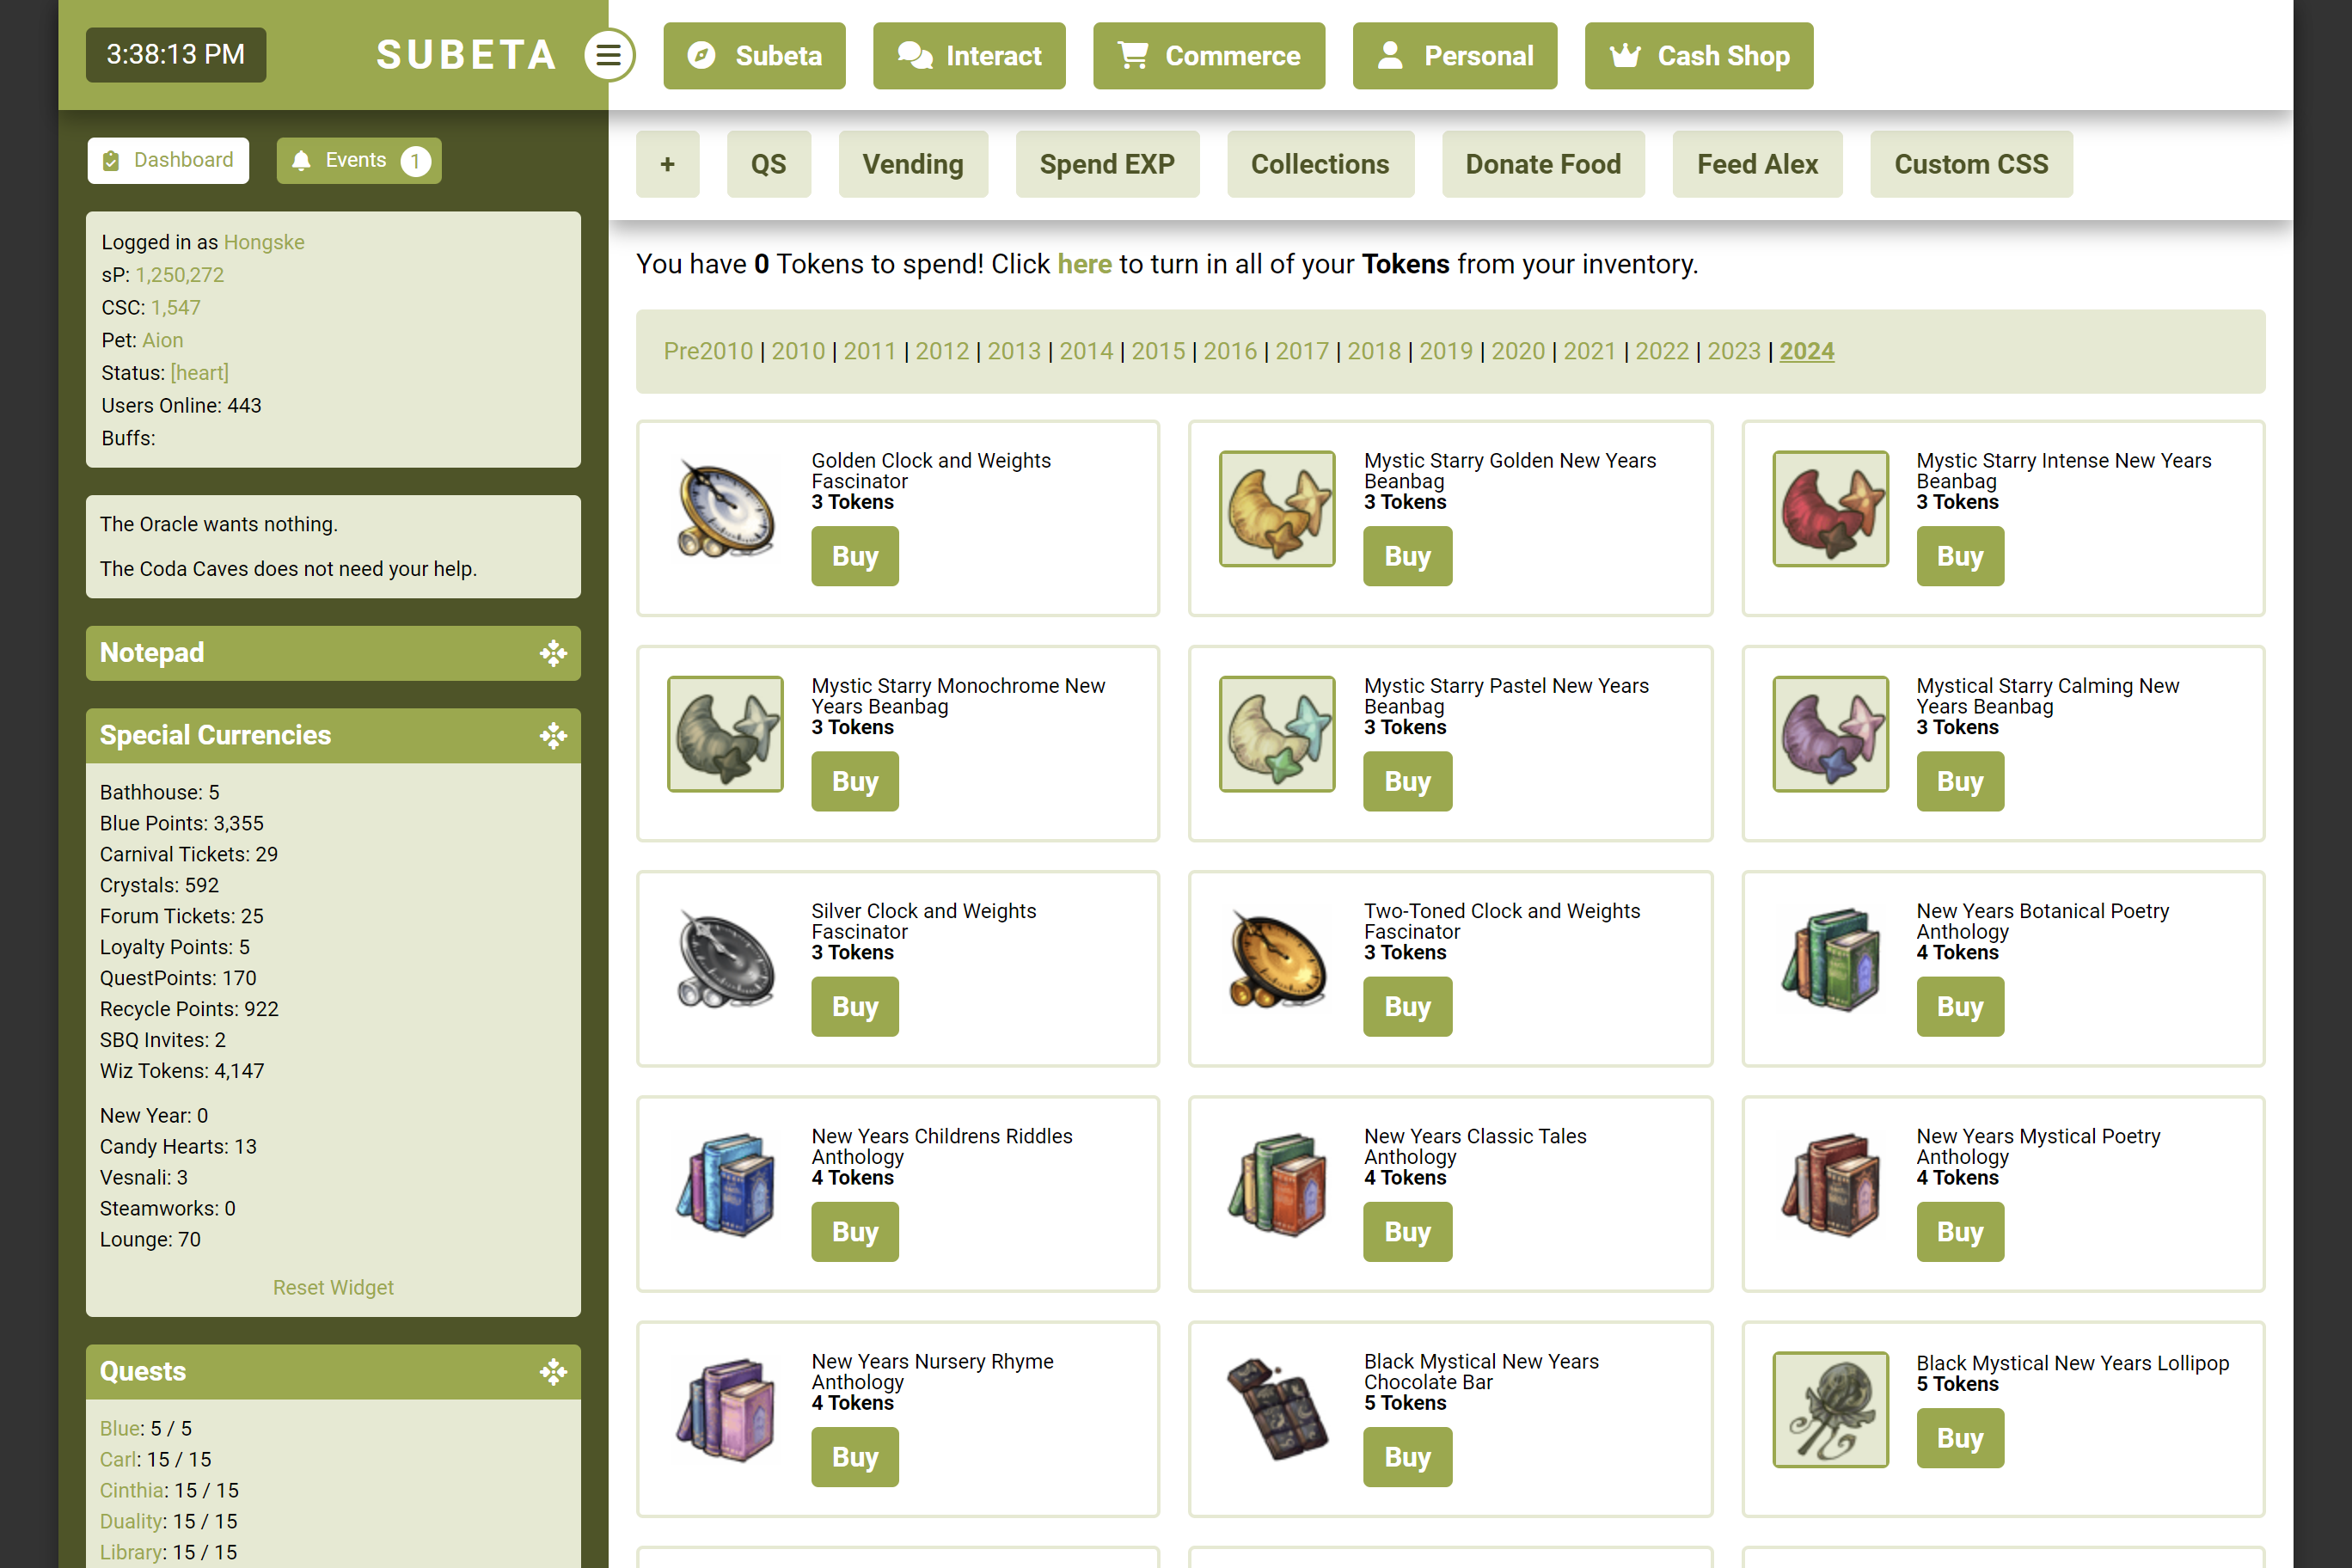 3:38:13 PM
SUBETA
Subeta
Interact
Commerce
Personal
Cash Shop
Dashboard
Events 1
+
QS
Vending
Spend EXP
Collections
Donate Food
Feed Alex
Custom CSS
Logged in as Hongske
sP: 1,250,272
CSC: 1,547
Pet: Aion
Status: [heart]
Users Online: 443
Buffs:
The Oracle wants nothing.
The Coda Caves does not need your help.
Notepad
Special Currencies
Bathhouse: 5
Blue Points: 3,355
Carnival Tickets: 29
Crystals: 592
Forum Tickets: 25
Loyalty Points: 5
QuestPoints: 170
Recycle Points: 922
SBQ Invites: 2
Wiz Tokens: 4,147
New Year: 0
Candy Hearts: 13
Vesnali: 3
Steamworks: 0
Lounge: 70
Reset Widget
Quests
Blue: 5 / 5
Carl: 15 / 15
Cinthia: 15 / 15
Duality: 15 / 15
Library: 15 / 15
You have 0 Tokens to spend! Click here to turn in all of your Tokens from your inventory.
Pre2010 | 2010 | 2011 | 2012 | 2013 | 2014 | 2015 | 2016 | 2017 | 2018 | 2019 | 2020 | 2021 | 2022 | 2023 | 2024
Golden Clock and Weights
Fascinator
3 Tokens
Buy
Mystic Starry Golden New Years
Beanbag
3 Tokens
Buy
Mystic Starry Intense New Years
Beanbag
3 Tokens
Buy
Mystic Starry Monochrome New
Years Beanbag
3 Tokens
Buy
Mystic Starry Pastel New Years
Beanbag
3 Tokens
Buy
Mystical Starry Calming New
Years Beanbag
3 Tokens
Buy
Silver Clock and Weights
Fascinator
3 Tokens
Buy
Two-Toned Clock and Weights
Fascinator
3 Tokens
Buy
New Years Botanical Poetry
Anthology
4 Tokens
Buy
New Years Childrens Riddles
Anthology
4 Tokens
Buy
New Years Classic Tales
Anthology
4 Tokens
Buy
New Years Mystical Poetry
Anthology
4 Tokens
Buy
New Years Nursery Rhyme
Anthology
4 Tokens
Buy
Black Mystical New Years
Chocolate Bar
5 Tokens
Buy
Black Mystical New Years Lollipop
5 Tokens
Buy